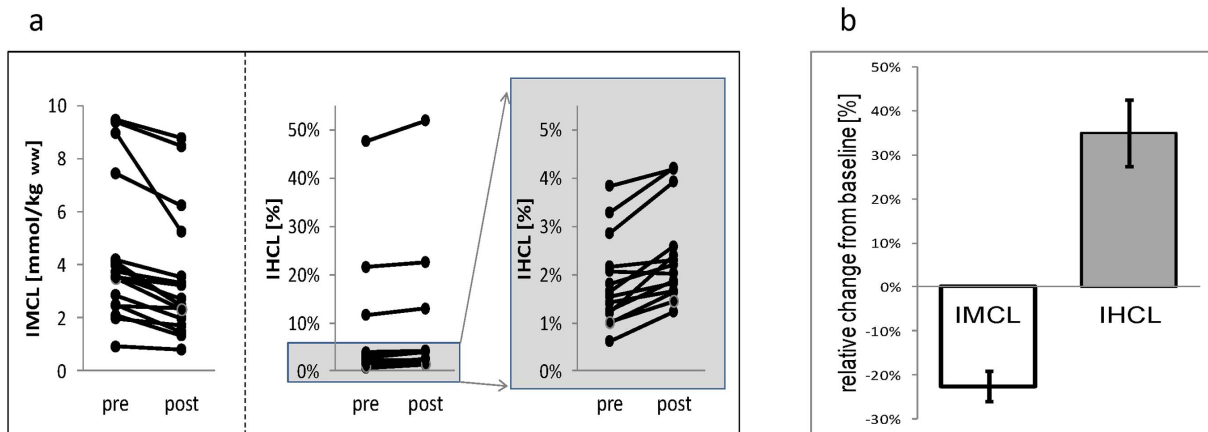 a
IMCL [mmol/kg ww]
10
8
6
4
2
0
pre post
IHCL [%]
50%
40%
30%
20%
10%
0%
pre post
IHCL [%]
5%
4%
3%
2%
1%
0%
pre post
b
relative change from baseline [%]
50%
40%
30%
20%
10%
0%
-10%
-20%
-30%
IMCL IHCL